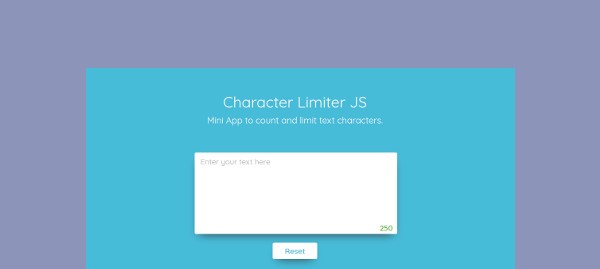 Character Limiter JS
Mini App to count and limit text characters.
Enter your text here
250
Reset